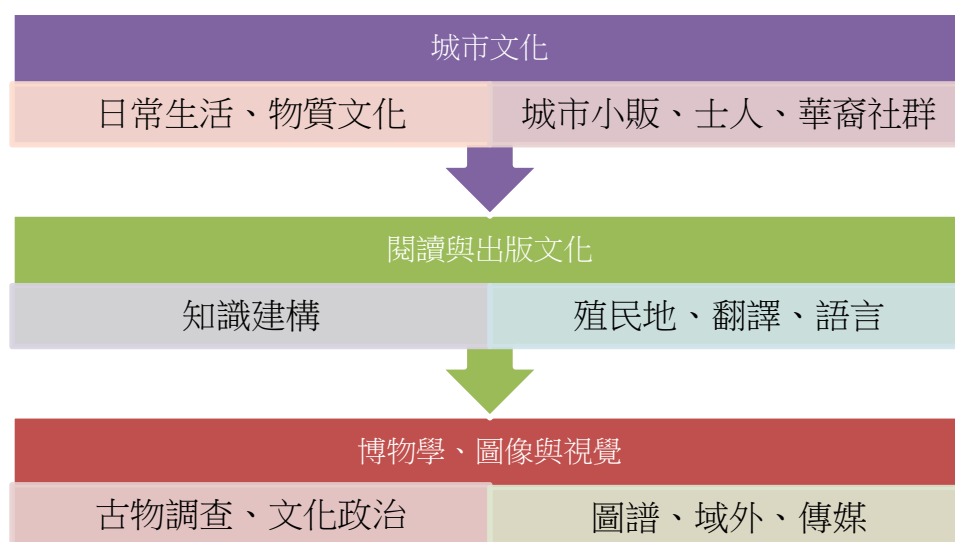 城市文化
日常生活、物質文化
城市小販、士人、華裔社群
閱讀與出版文化
知識建構
殖民地、翻譯、語言
博物學、圖像與視覺
古物調查、文化政治
圖譜、域外、傳媒